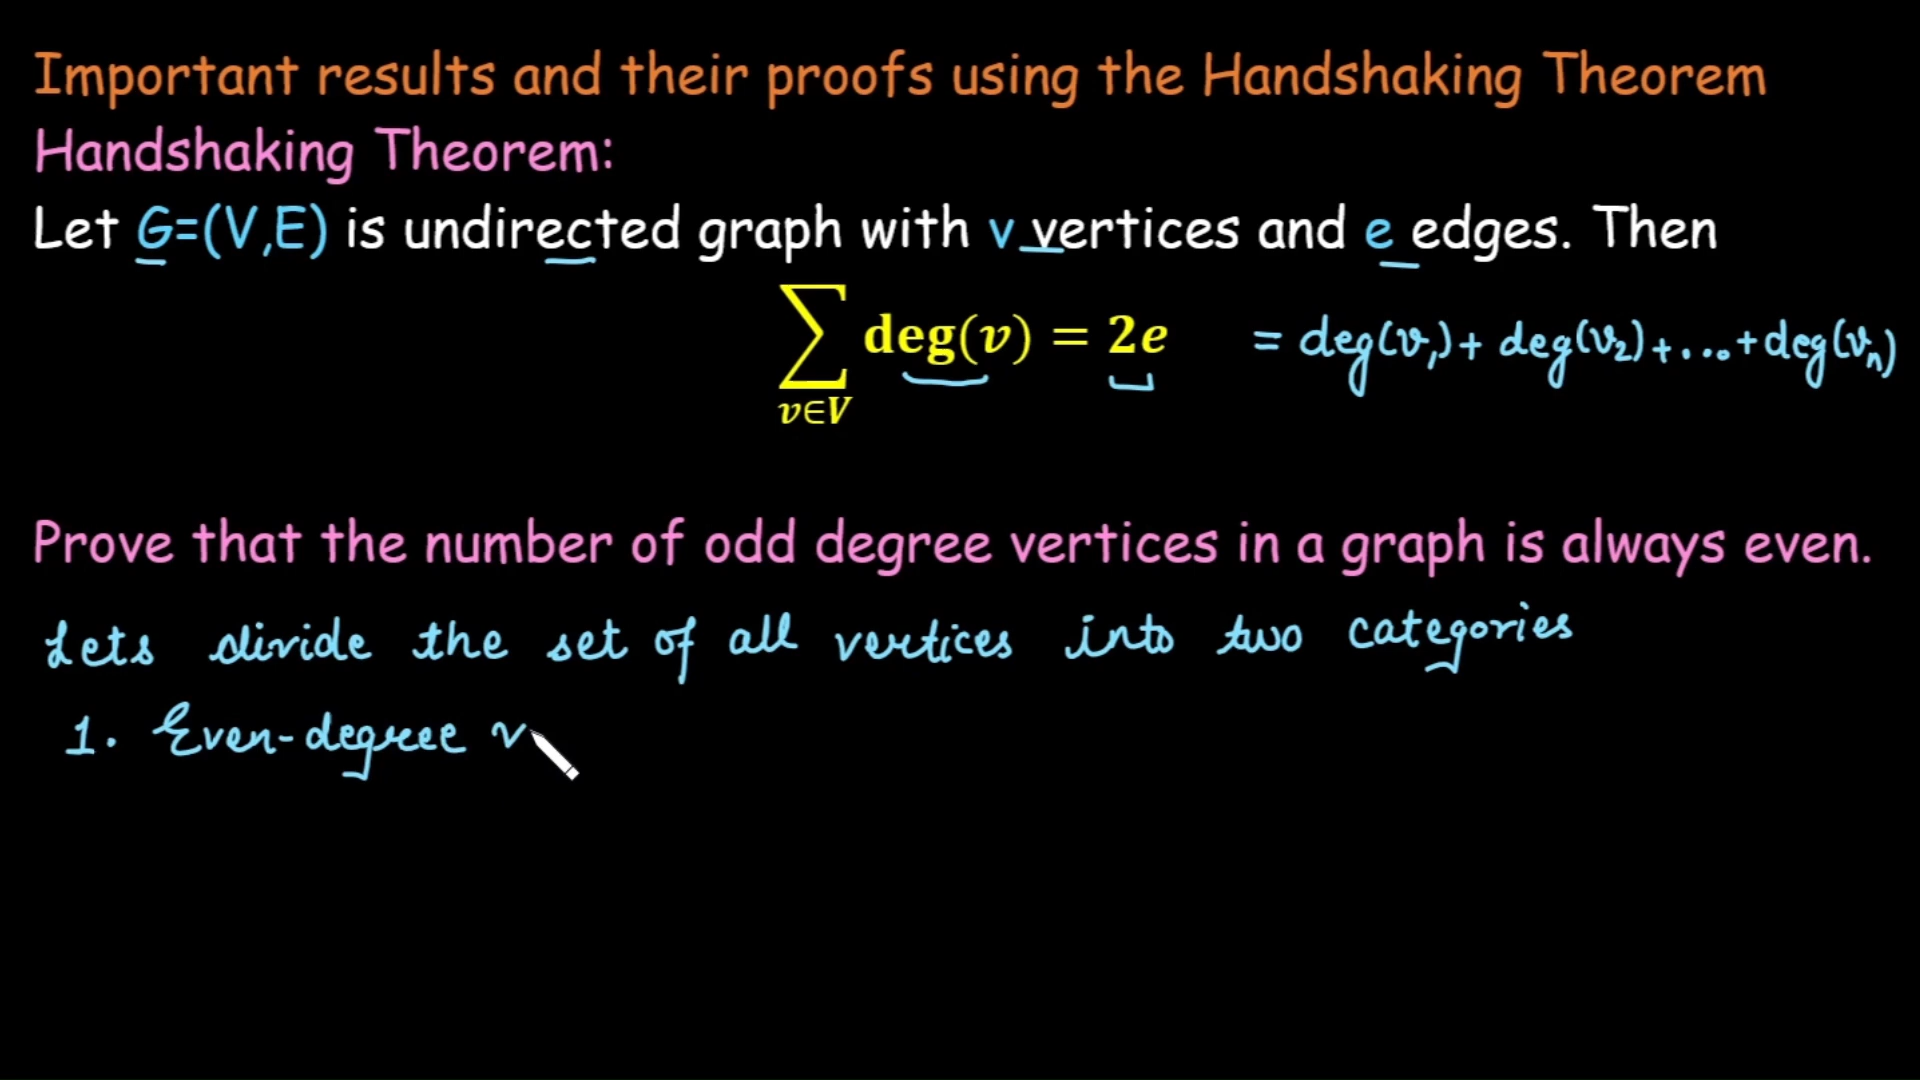 Important results and their proofs using the Handshaking Theorem
Handshaking Theorem:
Let G=(V,E) is undirected graph with v vertices and e edges. Then
∑ deg(v) = 2e = deg(v₁) + deg(v₂) + .... + deg(vₙ)
v∈V
Prove that the number of odd degree vertices in a graph is always even.
Lets divide the set of all vertices into two categories
1. Even-degree v